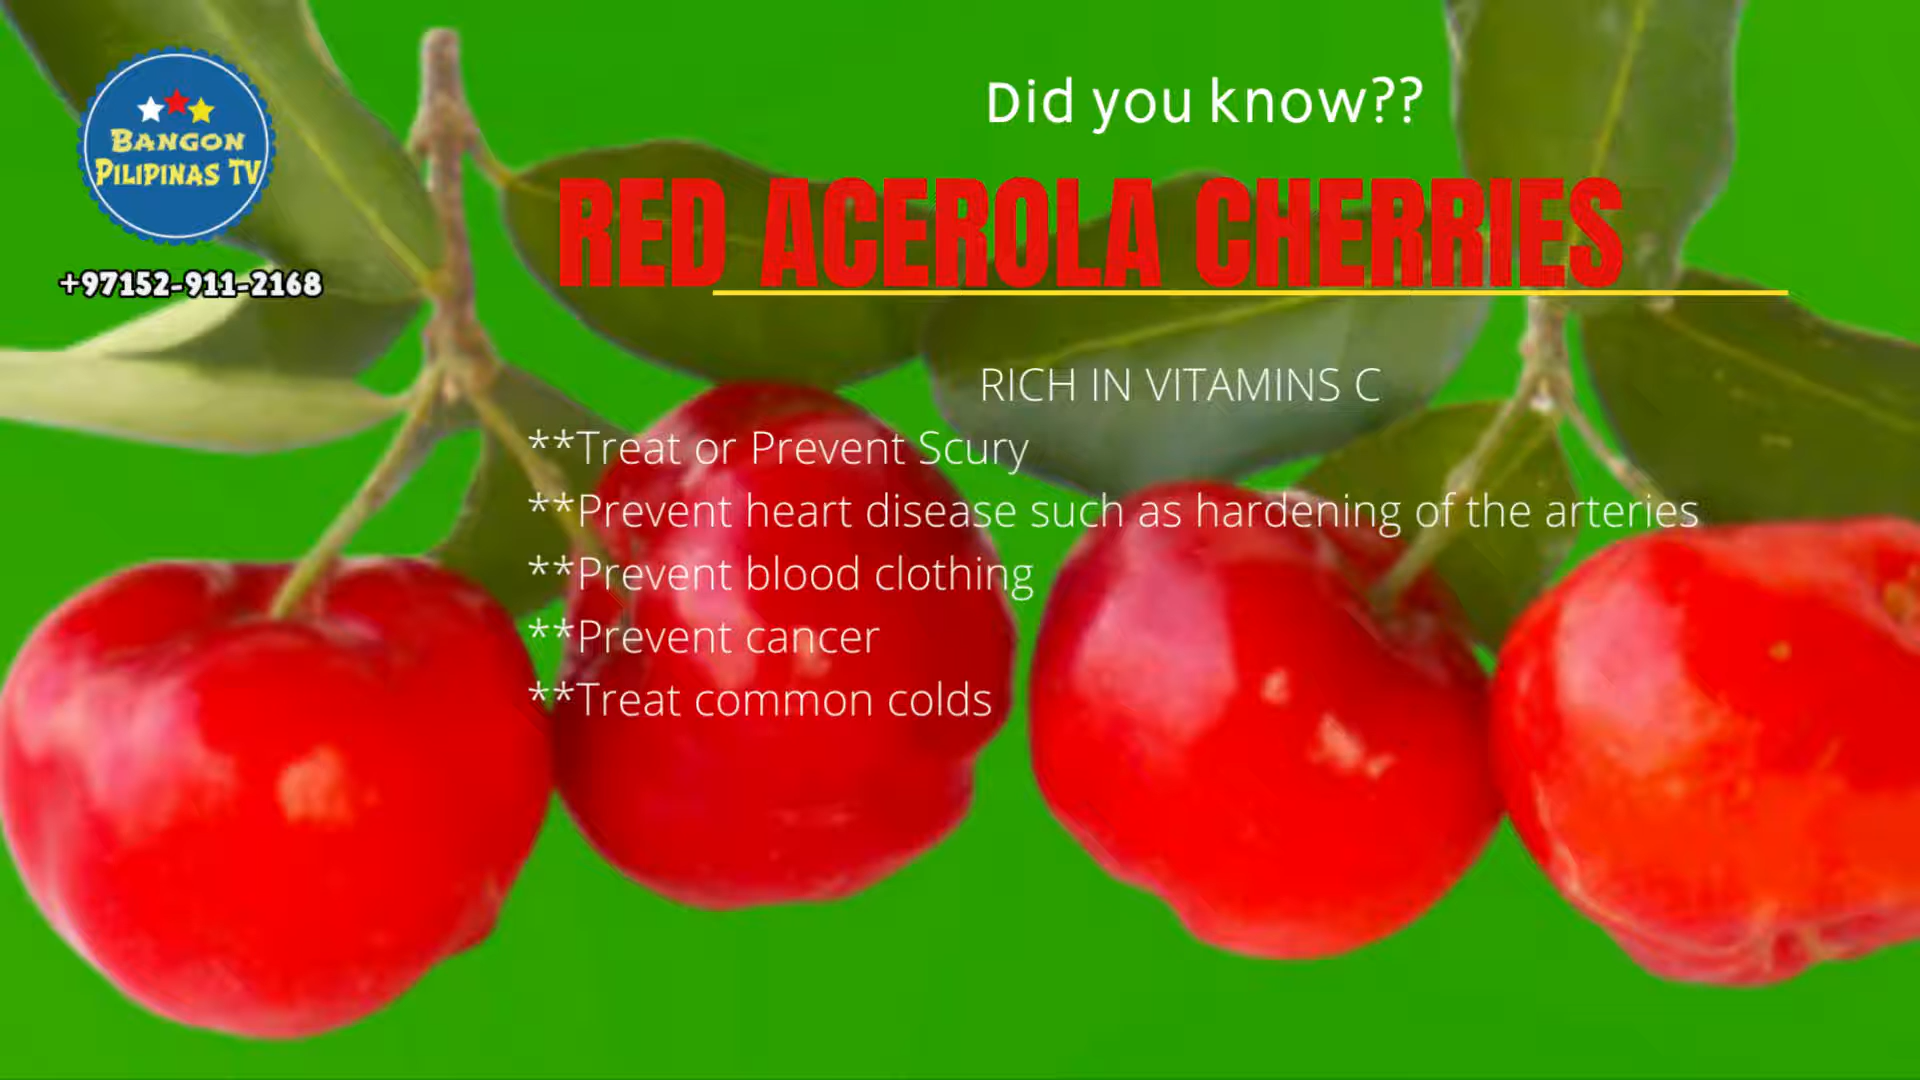 BANGON
PILIPINAS TV
+97152-911-2168
Did you know??
RED ACEROLA CHERRIES
RICH IN VITAMINS C
**Treat or Prevent Scury
**Prevent heart disease such as hardening of the arteries
**Prevent blood clothing
**Prevent cancer
**Treat common colds